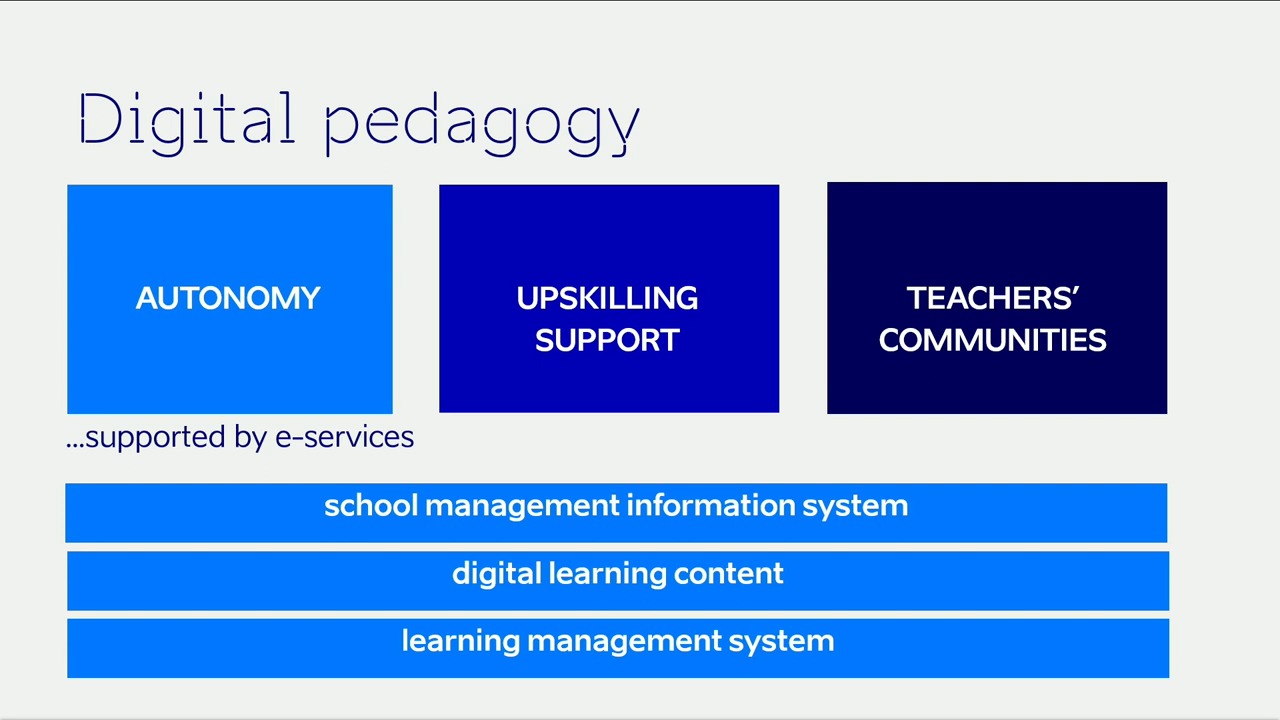 Digital pedagogy
AUTONOMY
UPSKILLING
SUPPORT
TEACHERS’
COMMUNITIES
...supported by e-services
school management information system
digital learning content
learning management system